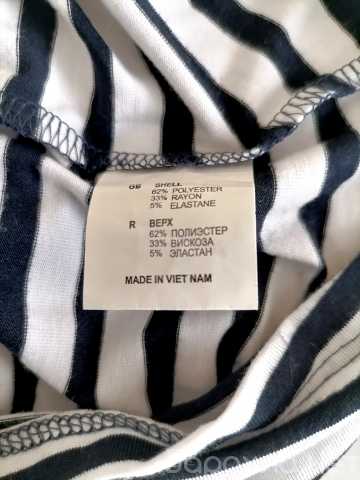 GB SHELL
62% POLYESTER
33% RAYON
5% ELASTANE
R ВЕРХ
62% ПОЛИЭСТЕР
33% ВИСКОЗА
5% ЭЛАСТАН
MADE IN VIET NAM